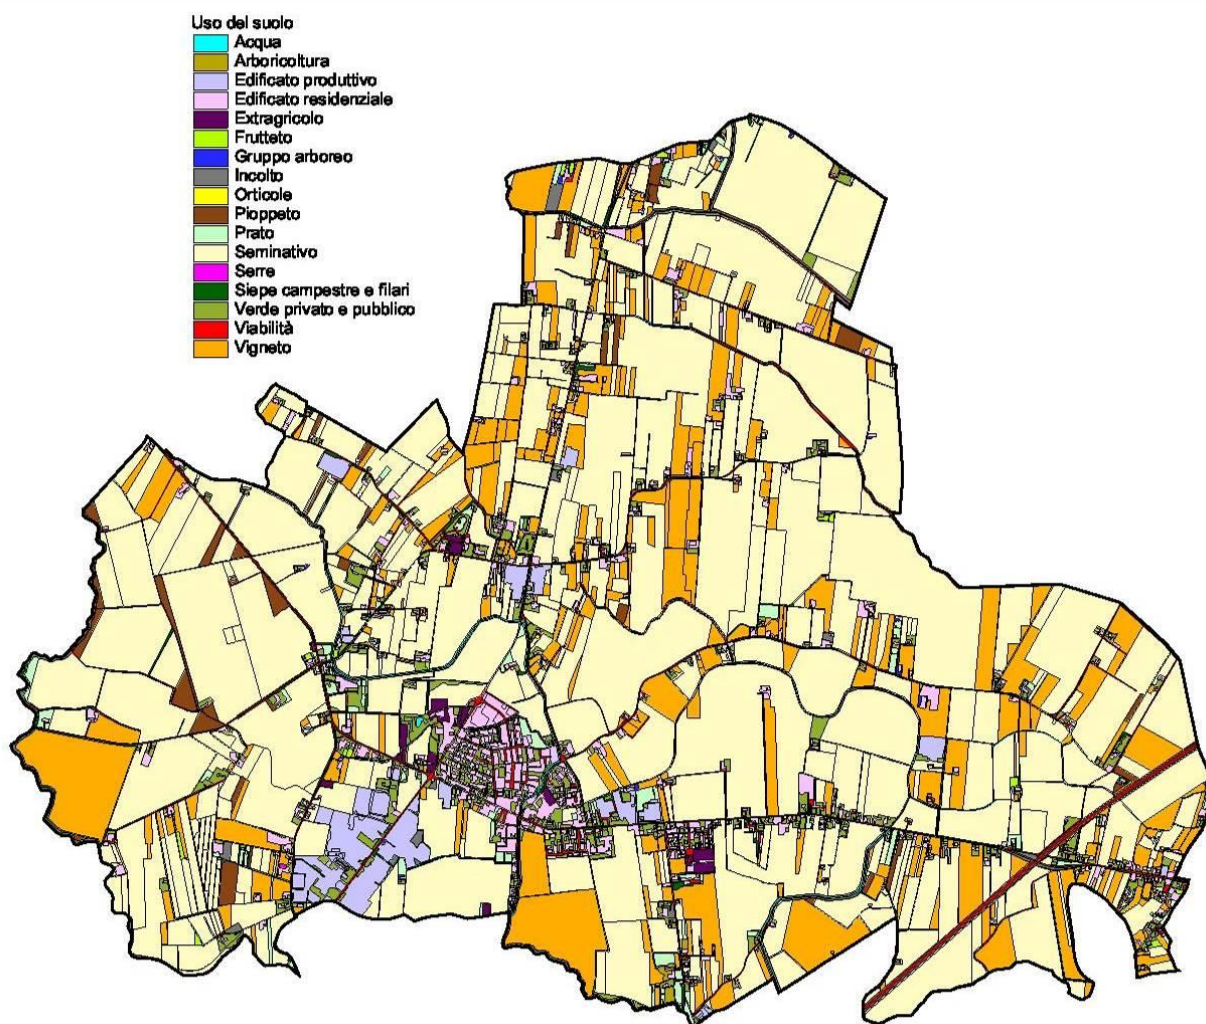 Uso del suolo
Acqua
Arboricoltura
Edificato produttivo
Edificato residenziale
Extragricolo
Frutteto
Gruppo arboreo
Incolto
Orticole
Pioppeto
Prato
Seminativo
Serre
Siepe campestre e filari
Verde privato e pubblico
Viabilità
Vigneto